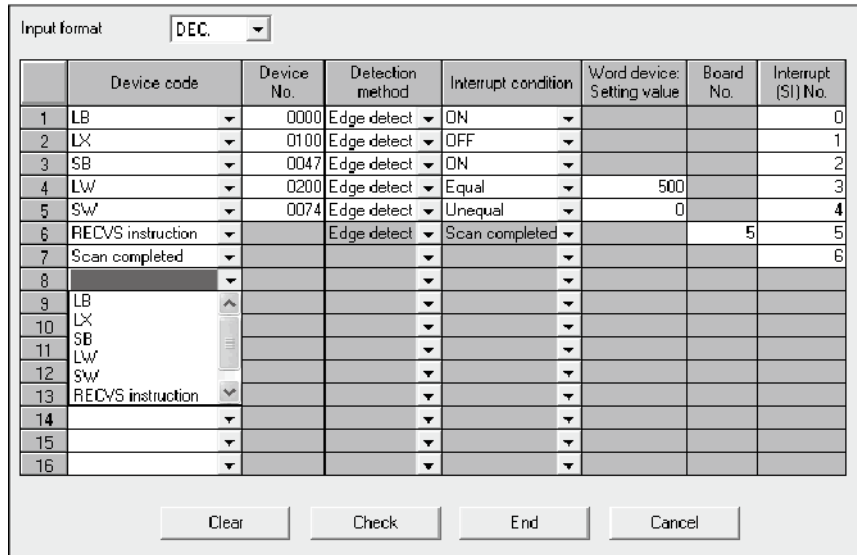 Input format DEC.
Device code Device No. Detection method Interrupt condition Word device: Setting value Board No. Interrupt (SI) No.
1 LB 0000 Edge detect ON 0
2 LX 0100 Edge detect OFF 1
3 SB 0047 Edge detect ON 2
4 LW 0200 Edge detect Equal 500 3
5 SW 0074 Edge detect Unequal 0 4
6 RECVS instruction Edge detect Scan completed 5 5
7 Scan completed 6
8
9 LB
10 LX
SB
11 LW
12 SW
13 RECVS instruction
14
15
16
Clear Check End Cancel